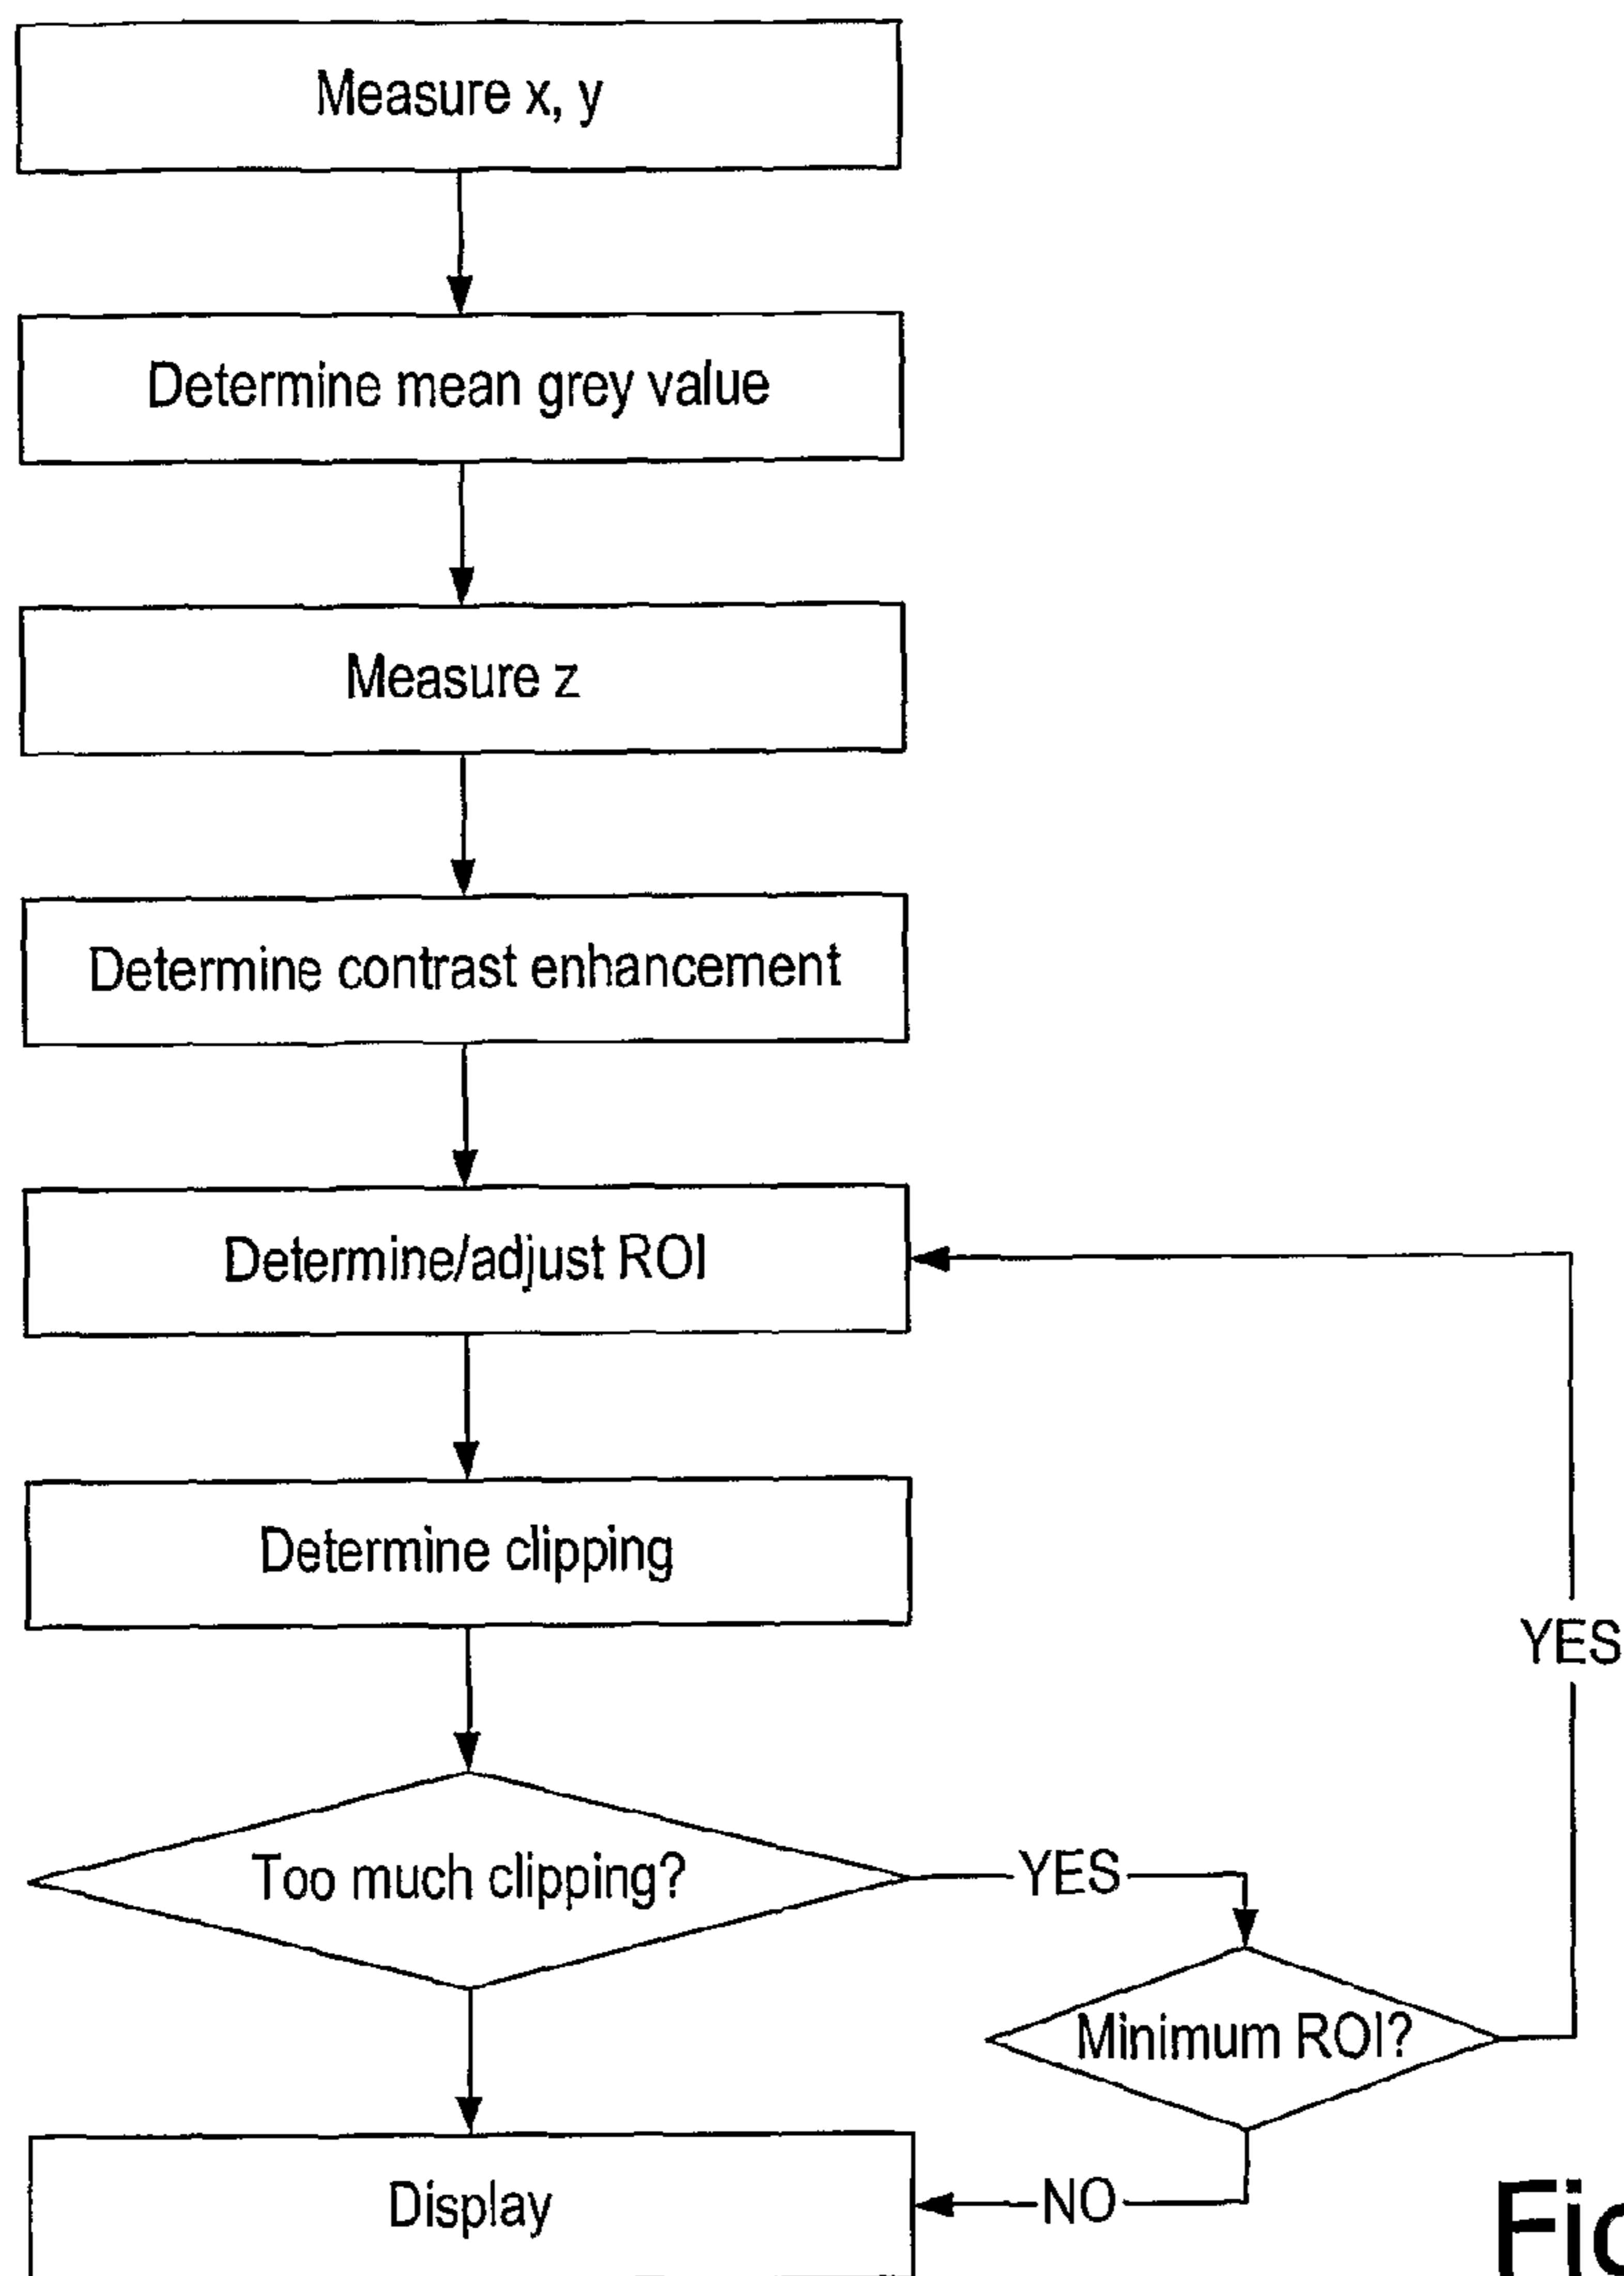 Measure x, y
Determine mean grey value
Measure z
Determine contrast enhancement
Determine/adjust ROI
Determine clipping
YES
Too much clipping?
YES
Minimum ROI?
Display
NO